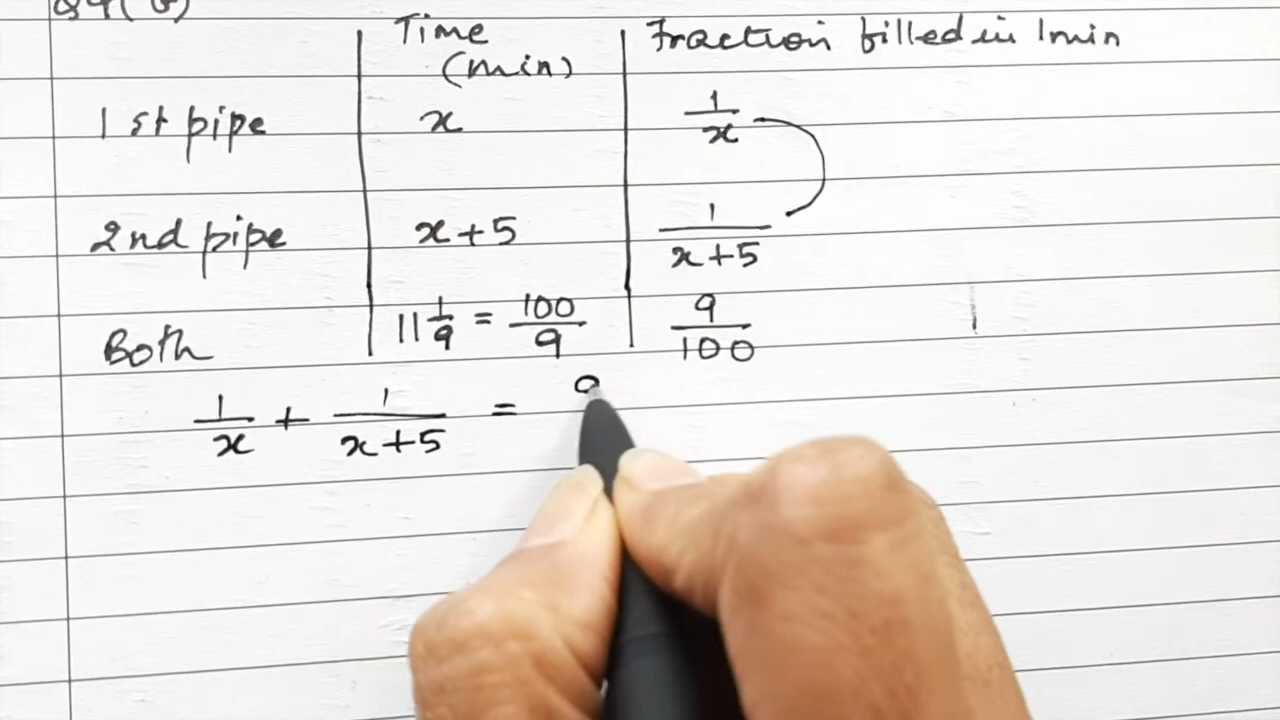 Time Fraction filled in 1min
(min)
1st pipe x 1/x
2nd pipe x+5 1/(x+5)
Both 11 1/9 = 100/9 9/100
1/x + 1/(x+5) =